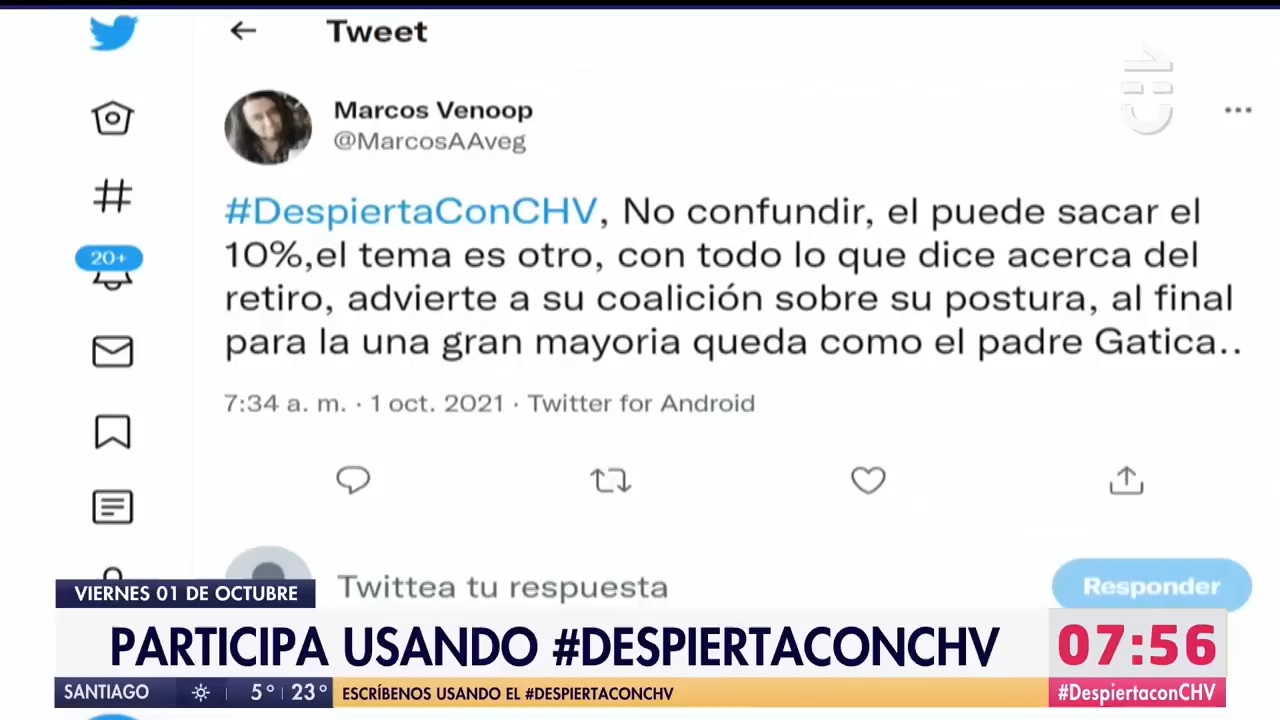 Tweet
Marcos Venoop
@MarcosAAveg
#DespiertaConCHV, No confundir, el puede sacar el
10%,el tema es otro, con todo lo que dice acerca del
retiro, advierte a su coalición sobre su postura, al final
para la una gran mayoria queda como el padre Gatica..
20+
7:34 a. m. · 1 oct. 2021 · Twitter for Android
Twittea tu respuesta
Responder
VIERNES 01 DE OCTUBRE
PARTICIPA USANDO #DESPIERTACONCHV
07:56
SANTIAGO 5° 23°
ESCRÍBENOS USANDO EL #DESPIERTACONCHV
#DespiertaconCHV